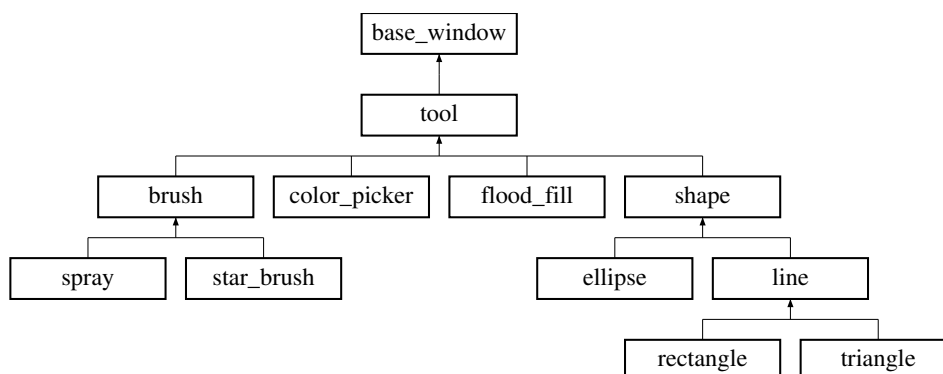 base_window
tool
brush
color_picker
flood_fill
shape
spray
star_brush
ellipse
line
rectangle
triangle